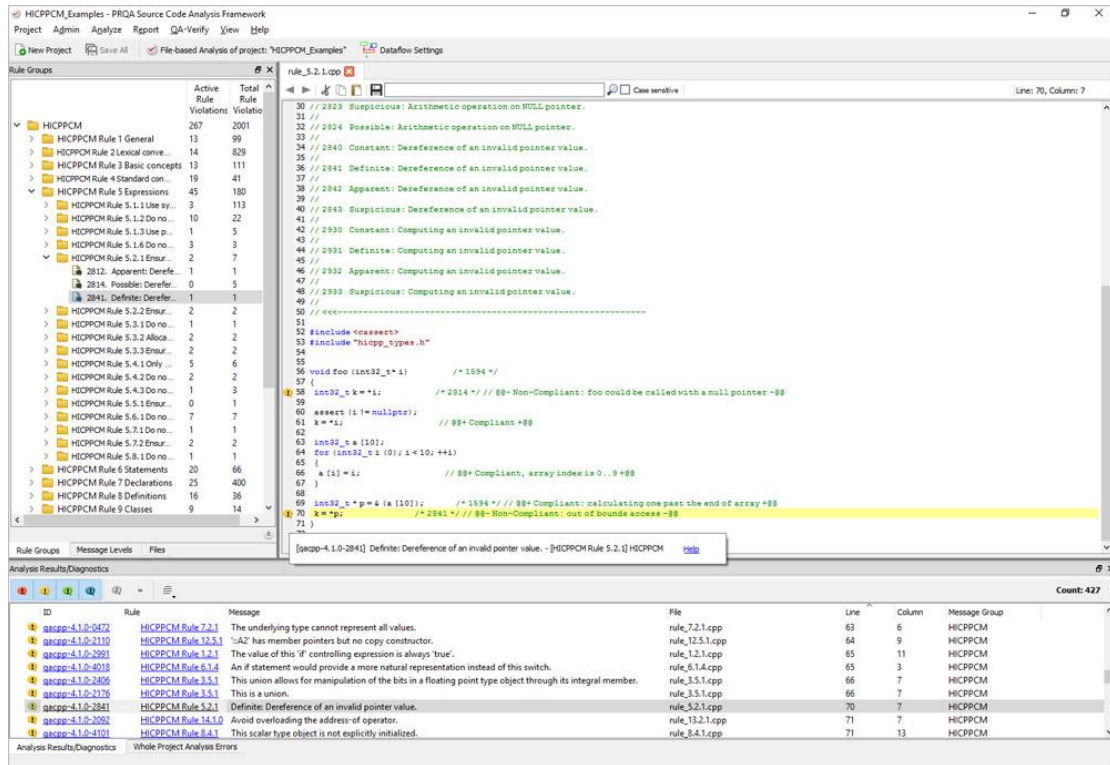 HICPPCM_Examples - PRQA Source Code Analysis Framework
Project Admin Analyze Report QA-Verify View Help
New Project Save All File-based Analysis of project: "HICPPCM_Examples" Dataflow Settings
Rule Groups
Active Rule Violations Total Rule Violatio
HICPPCM 267 2001
HICPPCM Rule 1 General 13 99
HICPPCM Rule 2 Lexical conve... 14 829
HICPPCM Rule 3 Basic concepts 13 111
HICPPCM Rule 4 Standard con... 19 41
HICPPCM Rule 5 Expressions 45 180
HICPPCM Rule 5.1.1 Use sy... 3 113
HICPPCM Rule 5.1.2 Do no... 10 22
HICPPCM Rule 5.1.3 Use p... 1 5
HICPPCM Rule 5.1.6 Do no... 3 3
HICPPCM Rule 5.2.1 Ensur... 2 7
2812. Apparent: Derefe... 1 1
2814. Possible: Derefer... 0 5
2841. Definite: Derefer... 1 1
HICPPCM Rule 5.2.2 Ensur... 2 2
HICPPCM Rule 5.3.1 Do no... 1 1
HICPPCM Rule 5.3.2 Alloca... 2 2
HICPPCM Rule 5.3.3 Ensur... 2 2
HICPPCM Rule 5.4.1 Only ... 5 6
HICPPCM Rule 5.4.2 Do no... 2 2
HICPPCM Rule 5.4.3 Do no... 1 3
HICPPCM Rule 5.5.1 Ensur... 0 1
HICPPCM Rule 5.6.1 Do no... 7 7
HICPPCM Rule 5.7.1 Do no... 1 1
HICPPCM Rule 5.7.2 Ensur... 2 2
HICPPCM Rule 5.8.1 Do no... 1 1
HICPPCM Rule 6 Statements 20 66
HICPPCM Rule 7 Declarations 25 400
HICPPCM Rule 8 Definitions 16 36
HICPPCM Rule 9 Classes 9 14
Rule Groups Message Levels Files
rule_5.2.1.cpp
Case sensitive Line: 70, Column: 7
30 // 2823 Suspicious: Arithmetic operation on NULL pointer.
31 //
32 // 2824 Possible: Arithmetic operation on NULL pointer.
33 //
34 // 2840 Constant: Dereference of an invalid pointer value.
35 //
36 // 2841 Definite: Dereference of an invalid pointer value.
37 //
38 // 2842 Apparent: Dereference of an invalid pointer value.
39 //
40 // 2843 Suspicious: Dereference of an invalid pointer value.
41 //
42 // 2930 Constant: Computing an invalid pointer value.
43 //
44 // 2931 Definite: Computing an invalid pointer value.
45 //
46 // 2932 Apparent: Computing an invalid pointer value.
47 //
48 // 2933 Suspicious: Computing an invalid pointer value.
49 //
50 // <<<------------------------------------------------------------
51
52 #include <cassert>
53 #include "hicpp_types.h"
54
55
56 void foo (int32_t* i) /* 1594 */
57 {
58 int32_t k = *i; /* 2814 */ // @@- Non-Compliant: foo could be called with a null pointer -@@
59
60 assert (i != nullptr);
61 k = *i; // @@+ Compliant +@@
62
63 int32_t a [10];
64 for (int32_t i (0); i < 10; ++i)
65 {
66 a [i] = i; // @@+ Compliant, array index is 0..9 +@@
67 }
68
69 int32_t * p = & (a [10]); /* 1594 */ // @@+ Compliant: calculating one past the end of array +@@
70 k = *p; /* 2841 */ // @@- Non-Compliant: out of bounds access -@@
71 }
[qacpp-4.1.0-2841] Definite: Dereference of an invalid pointer value. - [HICPPCM Rule 5.2.1] HICPPCM Help
Analysis Results/Diagnostics
Count: 427
ID Rule Message File Line Column Message Group
qacpp-4.1.0-0472 HICPPCM Rule 7.2.1 The underlying type cannot represent all values. rule_7.2.1.cpp 63 6 HICPPCM
qacpp-4.1.0-2110 HICPPCM Rule 12.5.1 '::A2' has member pointers but no copy constructor. rule_12.5.1.cpp 64 9 HICPPCM
qacpp-4.1.0-2991 HICPPCM Rule 1.2.1 The value of this 'if' controlling expression is always 'true'. rule_1.2.1.cpp 65 11 HICPPCM
qacpp-4.1.0-4018 HICPPCM Rule 6.1.4 An if statement would provide a more natural representation instead of this switch. rule_6.1.4.cpp 65 3 HICPPCM
qacpp-4.1.0-2406 HICPPCM Rule 3.5.1 This union allows for manipulation of the bits in a floating point type object through its integral member. rule_3.5.1.cpp 66 7 HICPPCM
qacpp-4.1.0-2176 HICPPCM Rule 3.5.1 This is a union. rule_3.5.1.cpp 66 7 HICPPCM
qacpp-4.1.0-2841 HICPPCM Rule 5.2.1 Definite: Dereference of an invalid pointer value. rule_5.2.1.cpp 70 7 HICPPCM
qacpp-4.1.0-2092 HICPPCM Rule 14.1.0 Avoid overloading the address-of operator. rule_13.2.1.cpp 71 7 HICPPCM
qacpp-4.1.0-4101 HICPPCM Rule 8.4.1 This scalar type object is not explicitly initialized. rule_8.4.1.cpp 71 13 HICPPCM
Analysis Results/Diagnostics Whole Project Analysis Errors